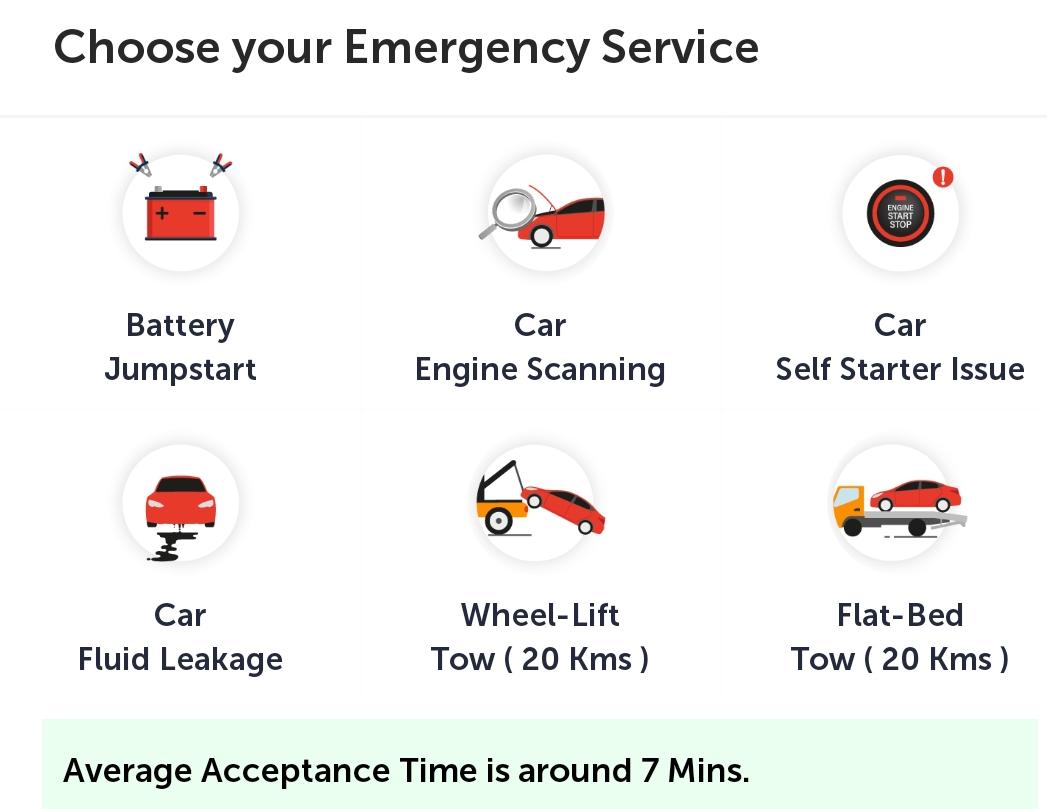 Choose your Emergency Service
ENGINE
START
STOP
Battery
Jumpstart
Car
Engine Scanning
Car
Self Starter Issue
Car
Fluid Leakage
Wheel-Lift
Tow ( 20 Kms )
Flat-Bed
Tow ( 20 Kms )
Average Acceptance Time is around 7 Mins.